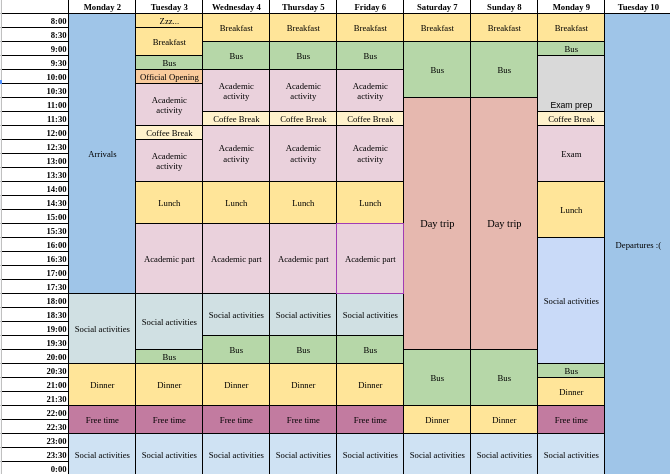 Monday 2 Tuesday 3 Wednesday 4 Thursday 5 Friday 6 Saturday 7 Sunday 8 Monday 9 Tuesday 10
8:00 Zzz... Breakfast Breakfast Breakfast Breakfast Breakfast Breakfast
8:30 Breakfast
9:00 Bus Bus Bus Bus
9:30 Bus
10:00 Official Opening Bus Bus
10:30 Academic activity Academic activity Academic activity
11:00 Academic activity Exam prep
11:30 Coffee Break Coffee Break Coffee Break Coffee Break
12:00 Coffee Break
12:30 Arrivals Academic activity Academic activity Academic activity Exam
13:00 Academic activity
13:30
14:00
14:30 Lunch Lunch Lunch Lunch Lunch
15:00
15:30 Day trip Day trip
16:00 Departures :(
16:30 Academic part Academic part Academic part Academic part
17:00
17:30
18:00 Social activities
18:30 Social activities Social activities Social activities
19:00 Social activities Social activities
19:30 Bus Bus Bus
20:00 Bus
20:30 Bus
21:00 Dinner Dinner Dinner Dinner Dinner Bus Bus Dinner
21:30
22:00 Free time Free time Free time Free time Free time Dinner Dinner Free time
22:30
23:00
23:30 Social activities Social activities Social activities Social activities Social activities Social activities Social activities Social activities
0:00